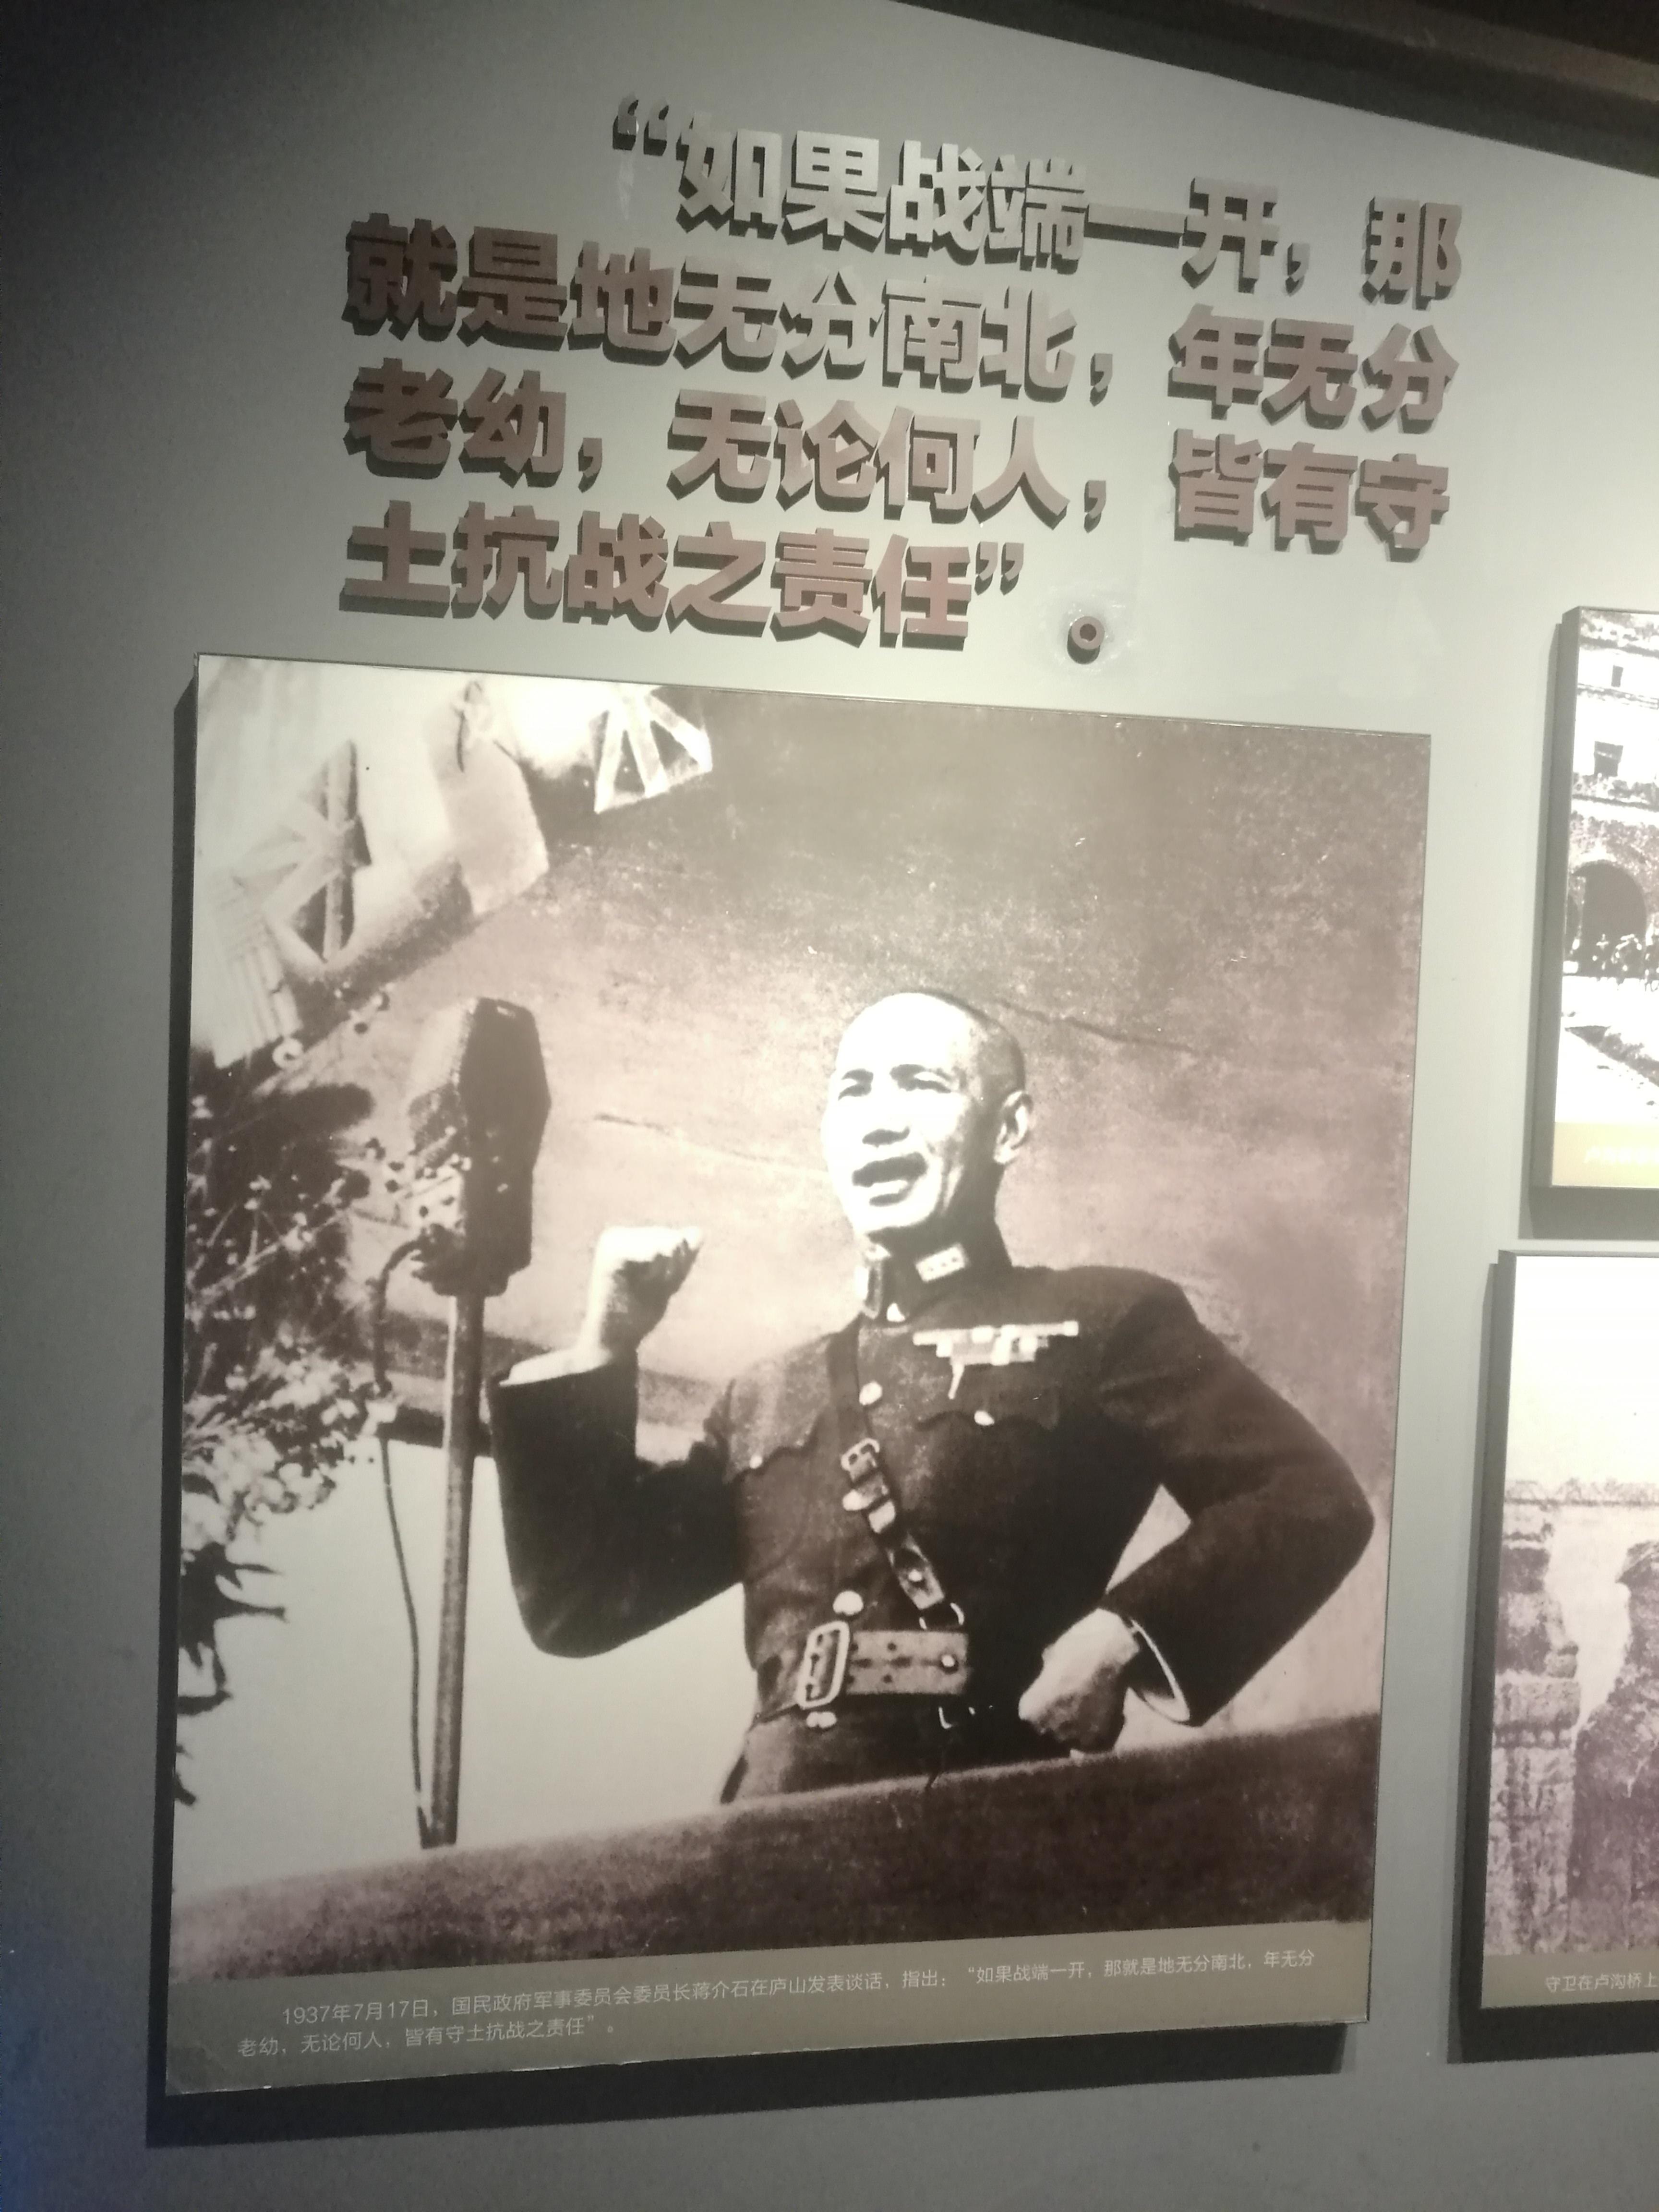 “如果战端一开，那
就是地无分南北，年无分
老幼，无论何人，皆有守
土抗战之责任”。
1937年7月17日，国民政府军事委员会委员长蒋介石在庐山发表谈话，指出：“如果战端一开，那就是地无分南北，年无分
老幼，无论何人，皆有守土抗战之责任”。
守卫在卢沟桥上